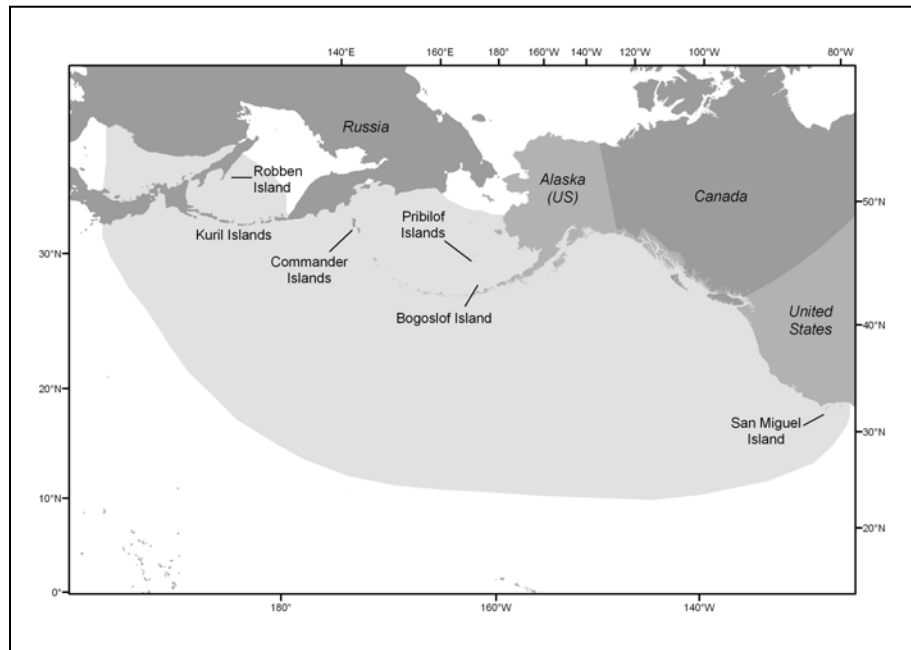 140°E 160°E 180° 160°W 140°W 120°W 100°W 80°W
Russia
Robben
Island
Alaska
(US)
Canada
Pribilof
Islands
50°N
Kuril Islands
30°N
Commander
Islands
Bogoslof Island
United
States
40°N
20°N
San Miguel
Island
30°N
10°N
20°N
0°
180° 160°W 140°W